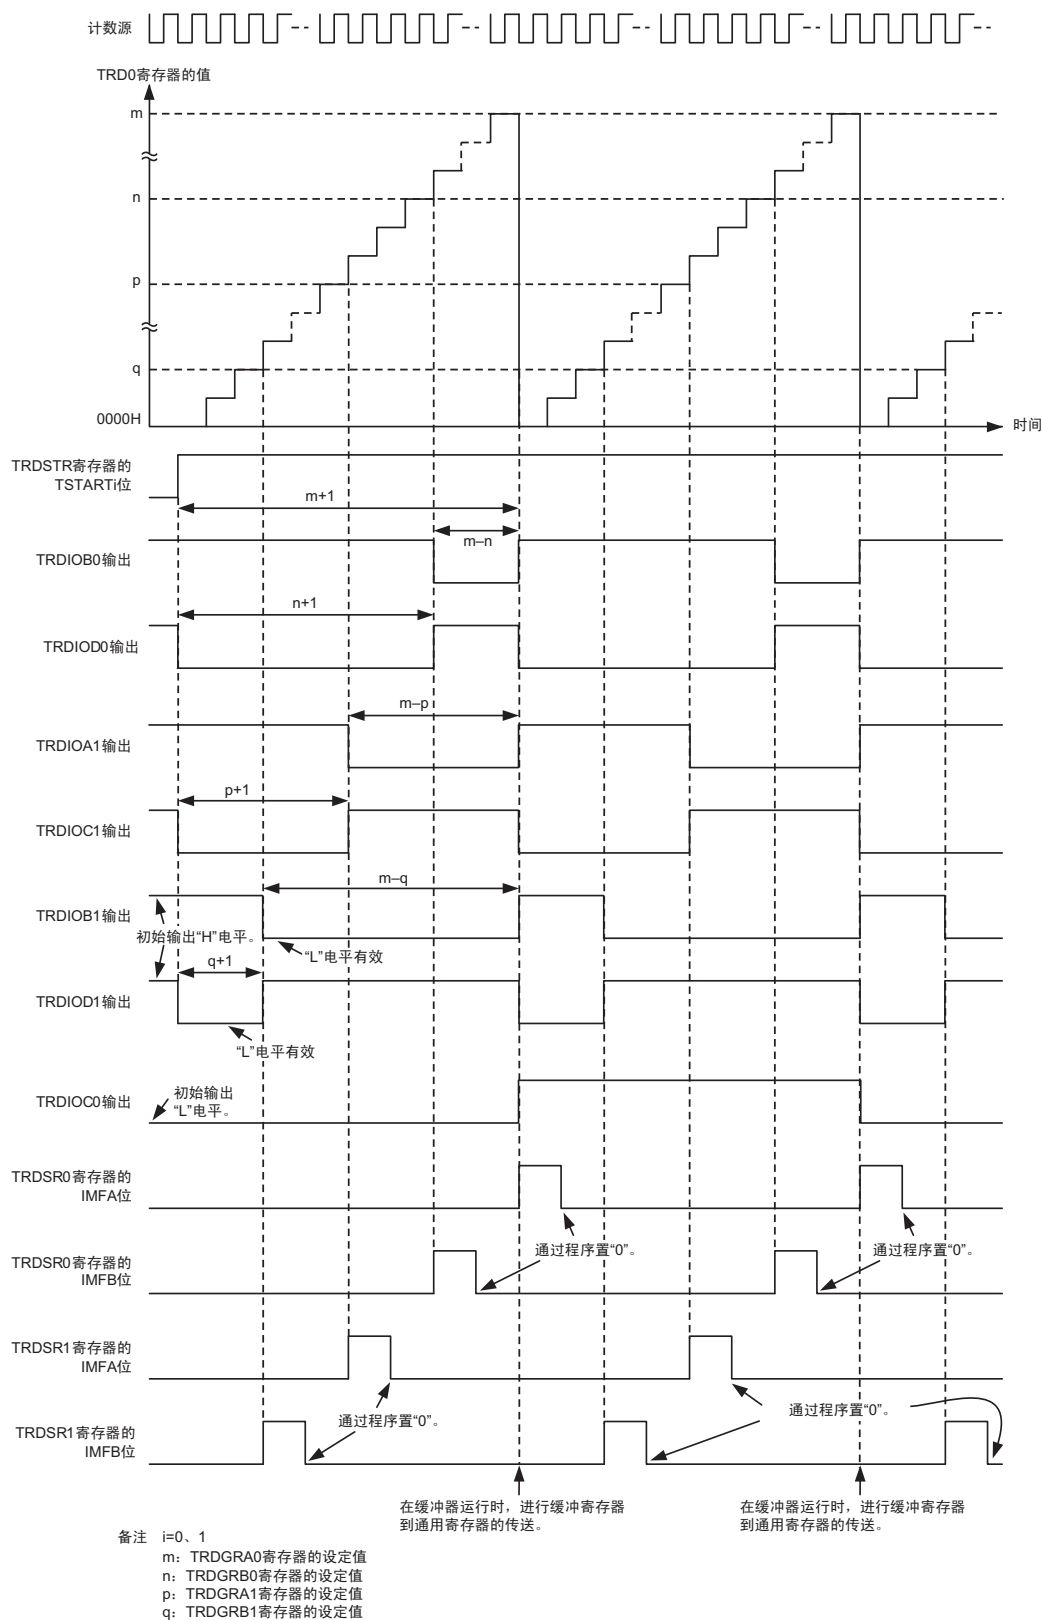 计数源
TRD0寄存器的值
m
n
p
q
0000H
时间
TRDSTR寄存器的
TSTARTi位
m+1
m–n
TRDIOB0输出
n+1
TRDIOD0输出
m–p
TRDIOA1输出
p+1
TRDIOC1输出
m–q
TRDIOB1输出
初始输出“H”电平。
“L”电平有效
q+1
TRDIOD1输出
“L”电平有效
初始输出
“L”电平。
TRDIOC0输出
TRDSR0寄存器的
IMFA位
通过程序置“0”。
通过程序置“0”。
TRDSR0寄存器的
IMFB位
TRDSR1寄存器的
IMFA位
通过程序置“0”。
通过程序置“0”。
TRDSR1寄存器的
IMFB位
在缓冲器运行时，进行缓冲寄存器
到通用寄存器的传送。
在缓冲器运行时，进行缓冲寄存器
到通用寄存器的传送。
备注 i=0、1
m：TRDGRA0寄存器的设定值
n：TRDGRB0寄存器的设定值
p：TRDGRA1寄存器的设定值
q：TRDGRB1寄存器的设定值